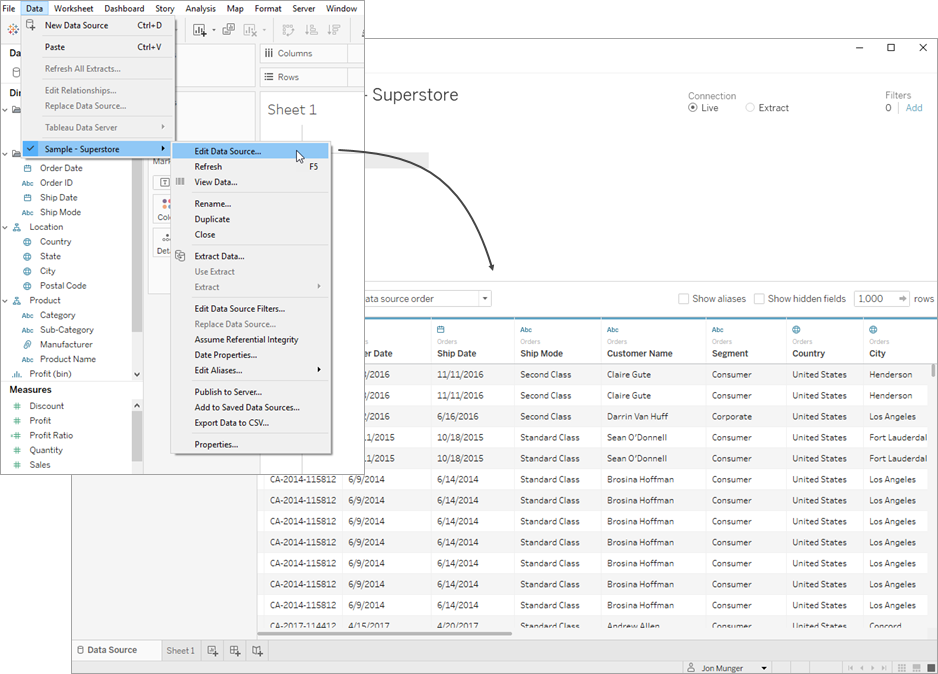 File Data Worksheet Dashboard Story Analysis Map Format Server Window
New Data Source Ctrl+D
Paste Ctrl+V
Refresh All Extracts...
Edit Relationships...
Replace Data Source...
Tableau Data Server
Sample - Superstore
Edit Data Source...
Refresh F5
View Data...
Rename...
Duplicate
Close
Extract Data...
Use Extract
Extract
Edit Data Source Filters...
Replace Data Source...
Assume Referential Integrity
Date Properties...
Edit Aliases...
Publish to Server...
Add to Saved Data Sources...
Export Data to CSV...
Properties...
Columns
Rows
Sheet 1
Order Date
Abc Order ID
Ship Date
Abc Ship Mode
Location
Country
State
City
Postal Code
Product
Abc Category
Abc Sub-Category
Manufacturer
Abc Product Name
Profit (bin)
Measures
Discount
Profit
Profit Ratio
Quantity
Sales
- Superstore
Connection
Live Extract
Filters
0 Add
data source order
Show aliases Show hidden fields 1,000 rows
Abc Abc Abc
Orders Orders Orders Orders Orders Orders
Ship Date Ship Mode Customer Name Segment Country City
11/11/2016 Second Class Claire Gute Consumer United States Henderson
11/11/2016 Second Class Claire Gute Consumer United States Henderson
6/16/2016 Second Class Darrin Van Huff Corporate United States Los Angeles
10/18/2015 Standard Class Sean O'Donnell Consumer United States Fort Lauderdal
10/18/2015 Standard Class Sean O'Donnell Consumer United States Fort Lauderdal
CA-2014-115812 6/9/2014 6/14/2014 Standard Class Brosina Hoffman Consumer United States Los Angeles
CA-2014-115812 6/9/2014 6/14/2014 Standard Class Brosina Hoffman Consumer United States Los Angeles
CA-2014-115812 6/9/2014 6/14/2014 Standard Class Brosina Hoffman Consumer United States Los Angeles
CA-2014-115812 6/9/2014 6/14/2014 Standard Class Brosina Hoffman Consumer United States Los Angeles
CA-2014-115812 6/9/2014 6/14/2014 Standard Class Brosina Hoffman Consumer United States Los Angeles
CA-2014-115812 6/9/2014 6/14/2014 Standard Class Brosina Hoffman Consumer United States Los Angeles
CA-2014-115812 6/9/2014 6/14/2014 Standard Class Brosina Hoffman Consumer United States Los Angeles
CA-2017-114412 4/15/2017 4/20/2017 Standard Class Andrew Allen Consumer United States Concord
Data Source Sheet 1
Jon Munger